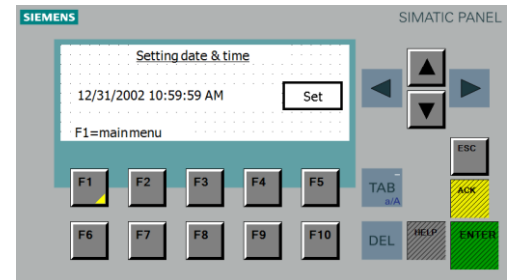 SIEMENS
SIMATIC PANEL
Setting date & time
12/31/2002 10:59:59 AM
Set
F1=mainmenu
ESC
F1
F2
F3
F4
F5
TAB
a/A
ACK
F6
F7
F8
F9
F10
DEL
HELP
ENTER